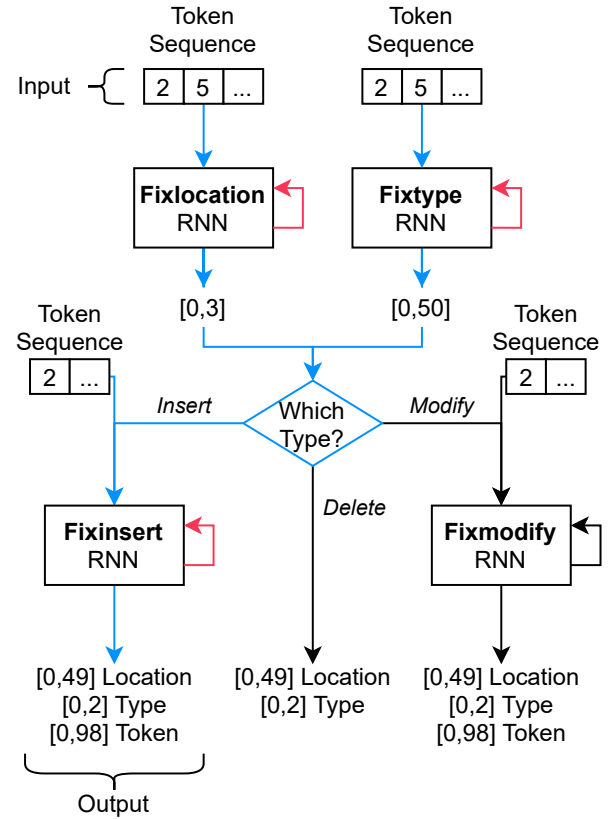 Token
Sequence
Token
Sequence
Input
2 5 ...
2 5 ...
Fixlocation
RNN
Fixtype
RNN
[0,3]
[0,50]
Token
Sequence
Token
Sequence
2 ...
2 ...
Insert
Which
Type?
Modify
Delete
Fixinsert
RNN
Fixmodify
RNN
[0,49] Location
[0,2] Type
[0,98] Token
[0,49] Location
[0,2] Type
[0,49] Location
[0,2] Type
[0,98] Token
Output